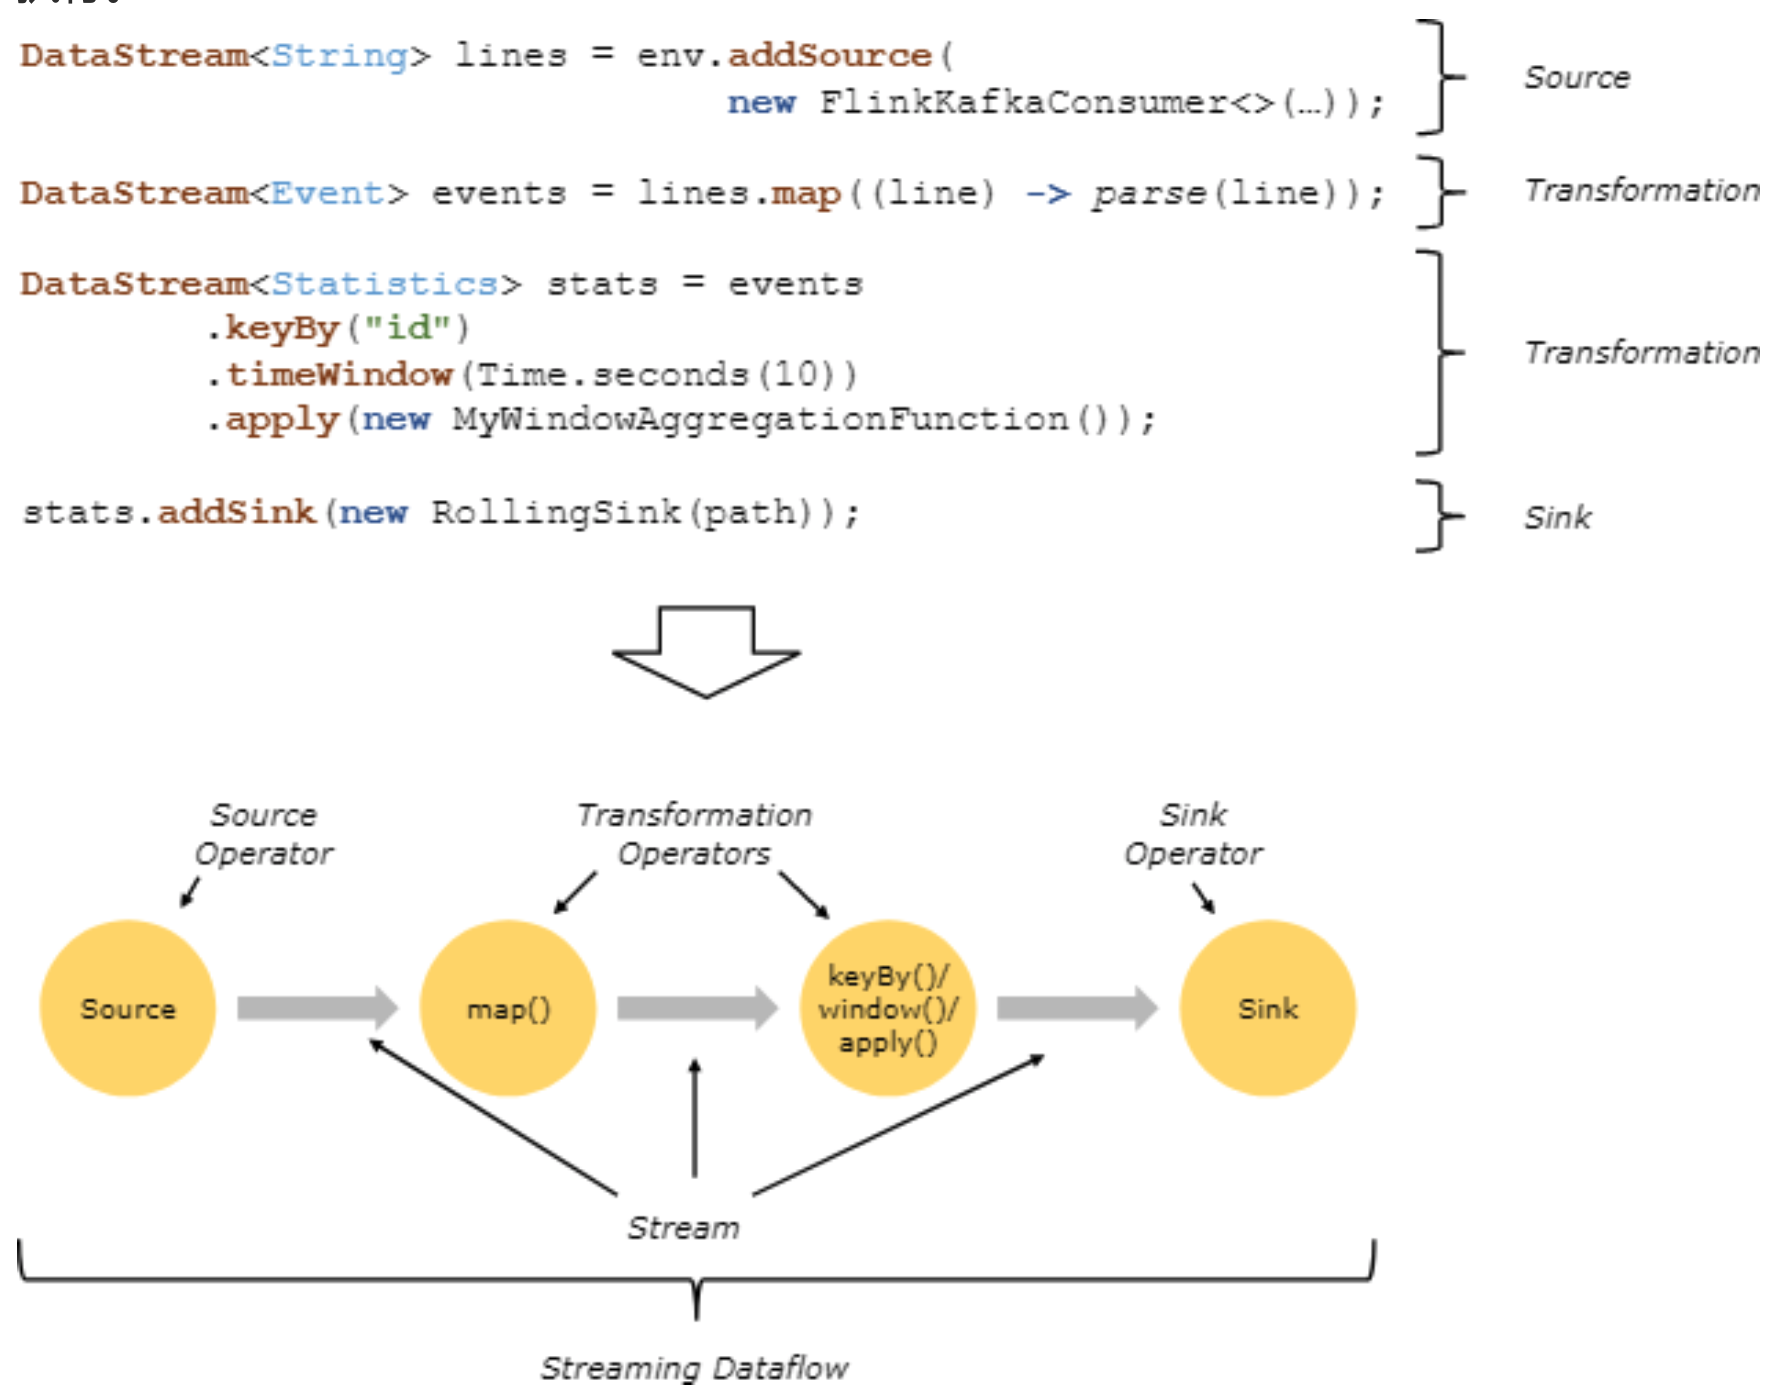 DataStream<String> lines = env.addSource(
new FlinkKafkaConsumer<>(…));
Source
DataStream<Event> events = lines.map((line) -> parse(line));
Transformation
DataStream<Statistics> stats = events
.keyBy("id")
.timeWindow(Time.seconds(10))
.apply(new MyWindowAggregationFunction());
Transformation
stats.addSink(new RollingSink(path));
Sink
Source
Operator
Transformation
Operators
Sink
Operator
Source
map()
keyBy()/
window()/
apply()
Sink
Stream
Streaming Dataflow